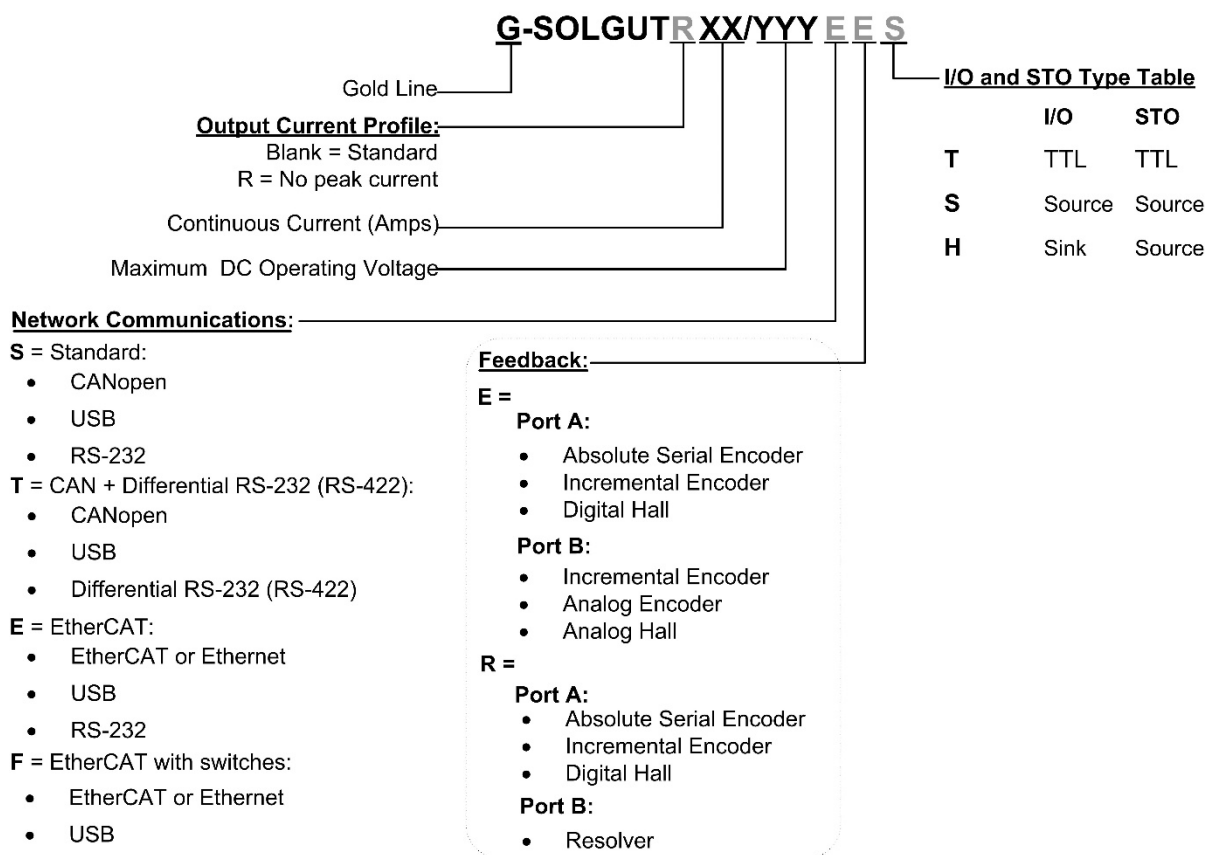 G-SOLGUTRXX/YYYEES
Gold Line
Output Current Profile:
Blank = Standard
R = No peak current
Continuous Current (Amps)
Maximum DC Operating Voltage
Network Communications:
S = Standard:
• CANopen
• USB
• RS-232
T = CAN + Differential RS-232 (RS-422):
• CANopen
• USB
• Differential RS-232 (RS-422)
E = EtherCAT:
• EtherCAT or Ethernet
• USB
• RS-232
F = EtherCAT with switches:
• EtherCAT or Ethernet
• USB
Feedback:
E =
Port A:
• Absolute Serial Encoder
• Incremental Encoder
• Digital Hall
Port B:
• Incremental Encoder
• Analog Encoder
• Analog Hall
R =
Port A:
• Absolute Serial Encoder
• Incremental Encoder
• Digital Hall
Port B:
• Resolver
I/O and STO Type Table
I/O STO
T TTL TTL
S Source Source
H Sink Source